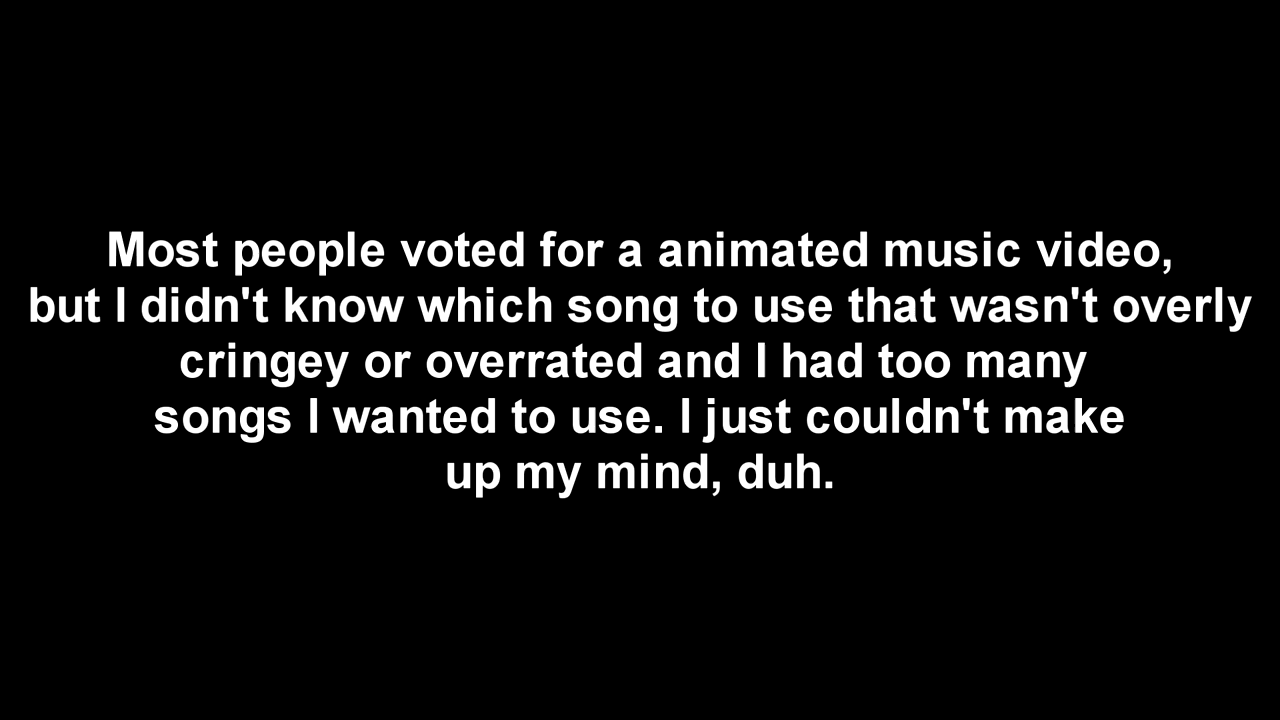 Most people voted for a animated music video,
but I didn't know which song to use that wasn't overly
cringey or overrated and I had too many
songs I wanted to use. I just couldn't make
up my mind, duh.